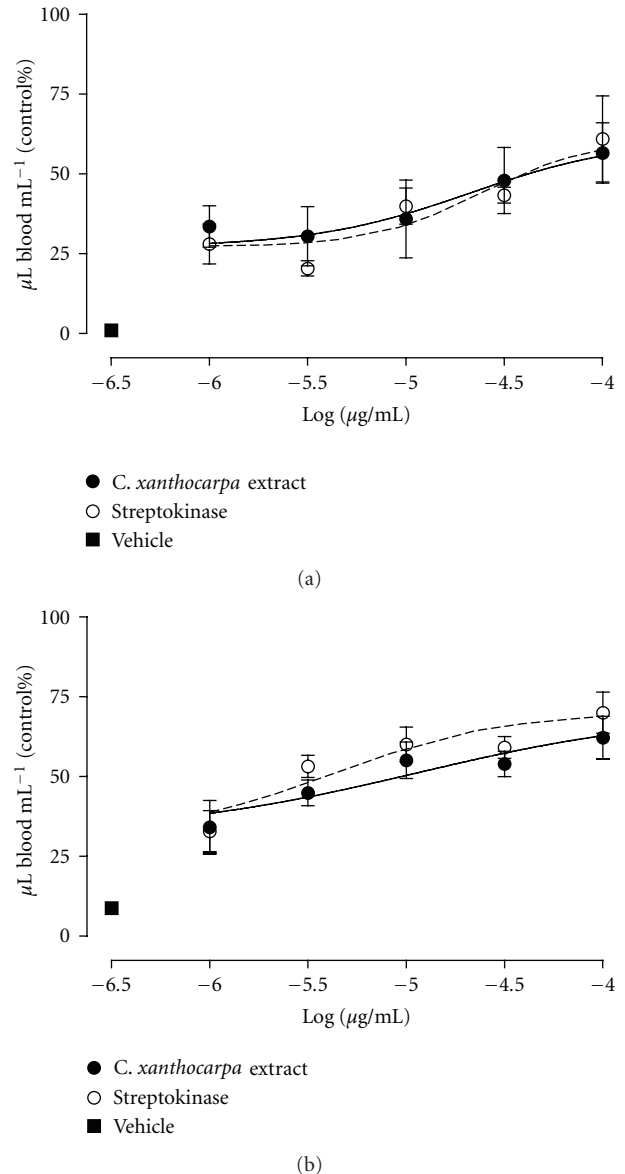 100
75
50
25
0
μL blood mL⁻¹ (control%)
−6.5 −6 −5.5 −5 −4.5 −4
Log (μg/mL)
C. xanthocarpa extract
Streptokinase
Vehicle
(a)
100
75
50
25
0
μL blood mL⁻¹ (control%)
−6.5 −6 −5.5 −5 −4.5 −4
Log (μg/mL)
C. xanthocarpa extract
Streptokinase
Vehicle
(b)